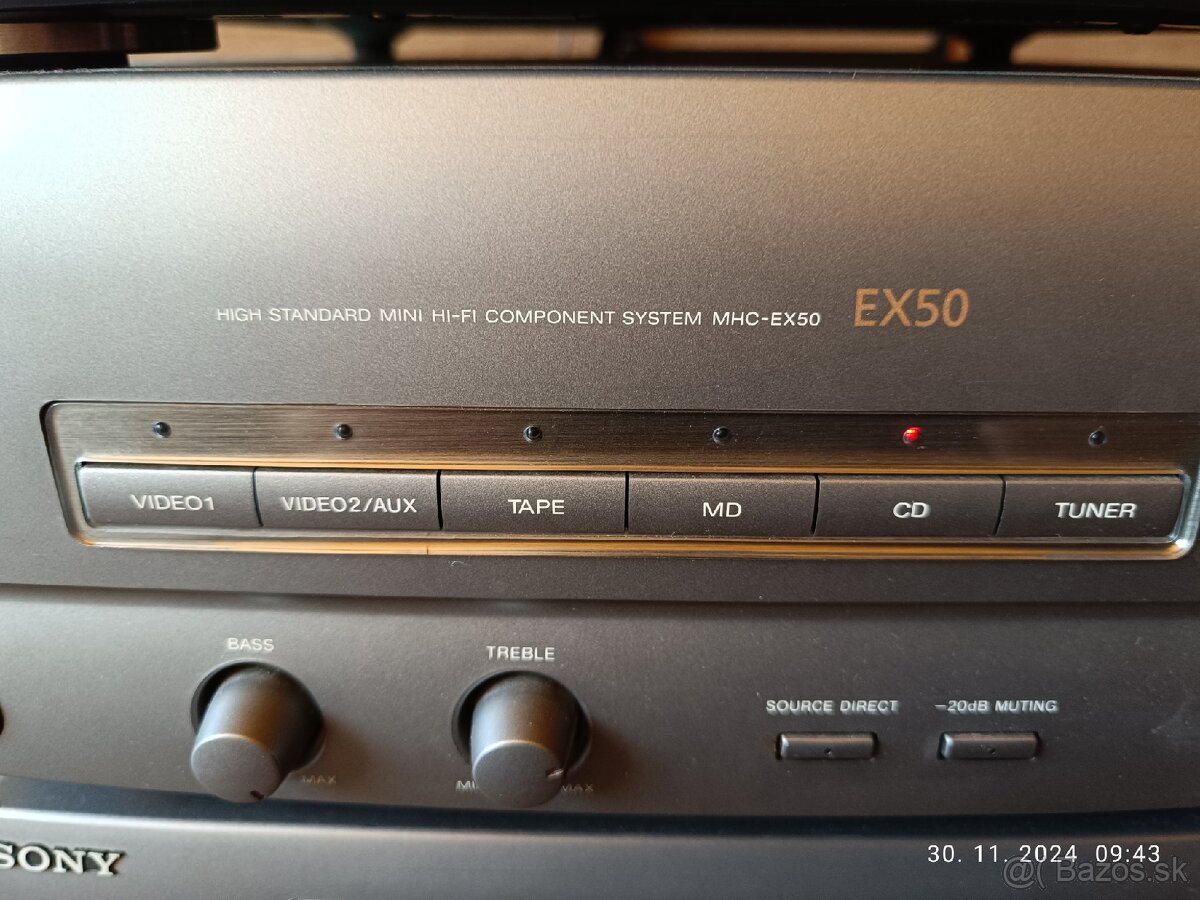 HIGH STANDARD MINI HI-FI COMPONENT SYSTEM MHC-EX50 EX50
VIDEO1 VIDEO2/AUX TAPE MD CD TUNER
BASS TREBLE
SOURCE DIRECT -20dB MUTING
MAX MAX
SONY
30. 11. 2024 09:43
@( Bazos.sk